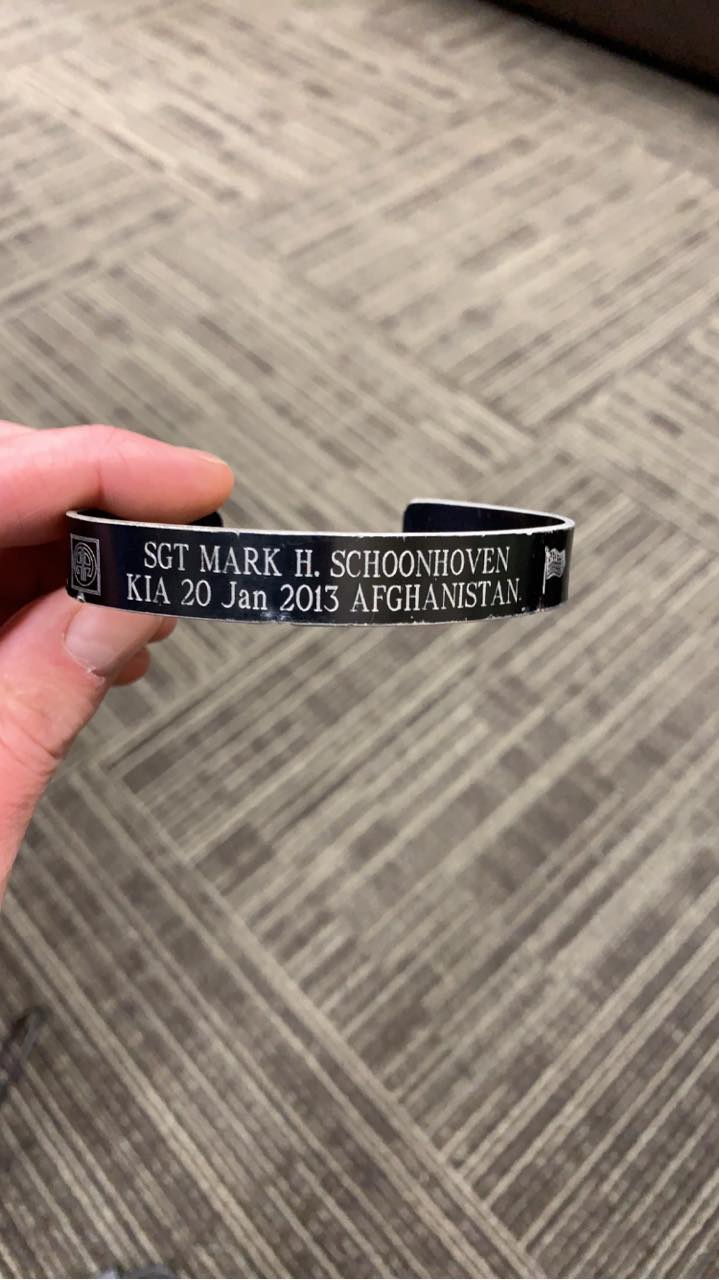 SGT MARK H. SCHOONHOVEN
KIA 20 Jan 2013 AFGHANISTAN.